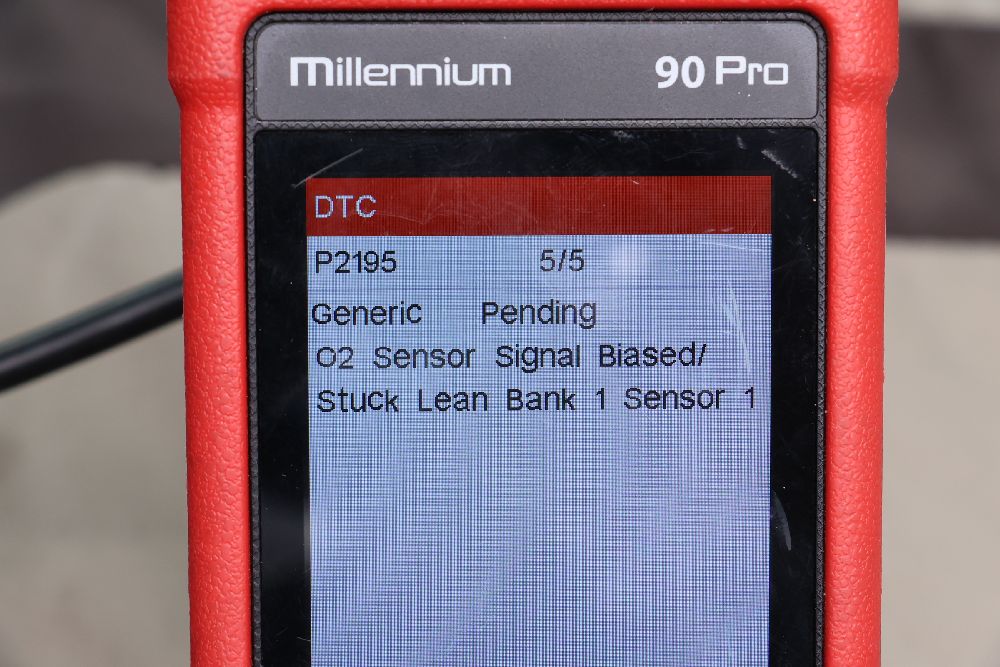 Millennium 90 Pro
DTC
P2195 5/5
Generic Pending
O2 Sensor Signal Biased/
Stuck Lean Bank 1 Sensor 1